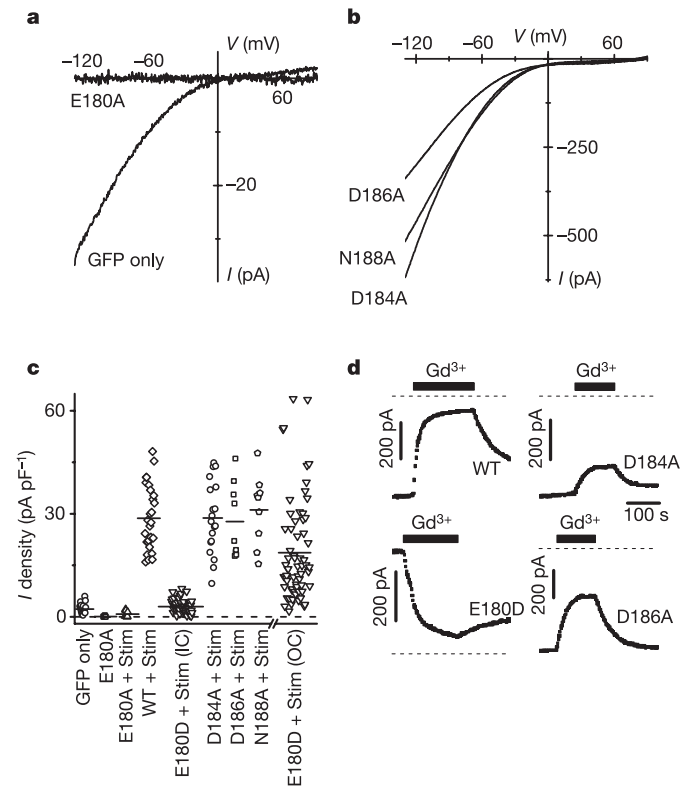 a
V (mV)
−120
−60
60
E180A
−20
GFP only
I (pA)
b
V (mV)
−120
−60
60
−250
D186A
−500
N188A
I (pA)
D184A
c
60
30
0
I density (pA pF−1)
GFP only
E180A
E180A + Stim
WT + Stim
E180D + Stim (IC)
D184A + Stim
D186A + Stim
N188A + Stim
E180D + Stim (OC)
d
Gd3+
200 pA
WT
Gd3+
200 pA
D184A
100 s
Gd3+
200 pA
E180D
Gd3+
200 pA
D186A